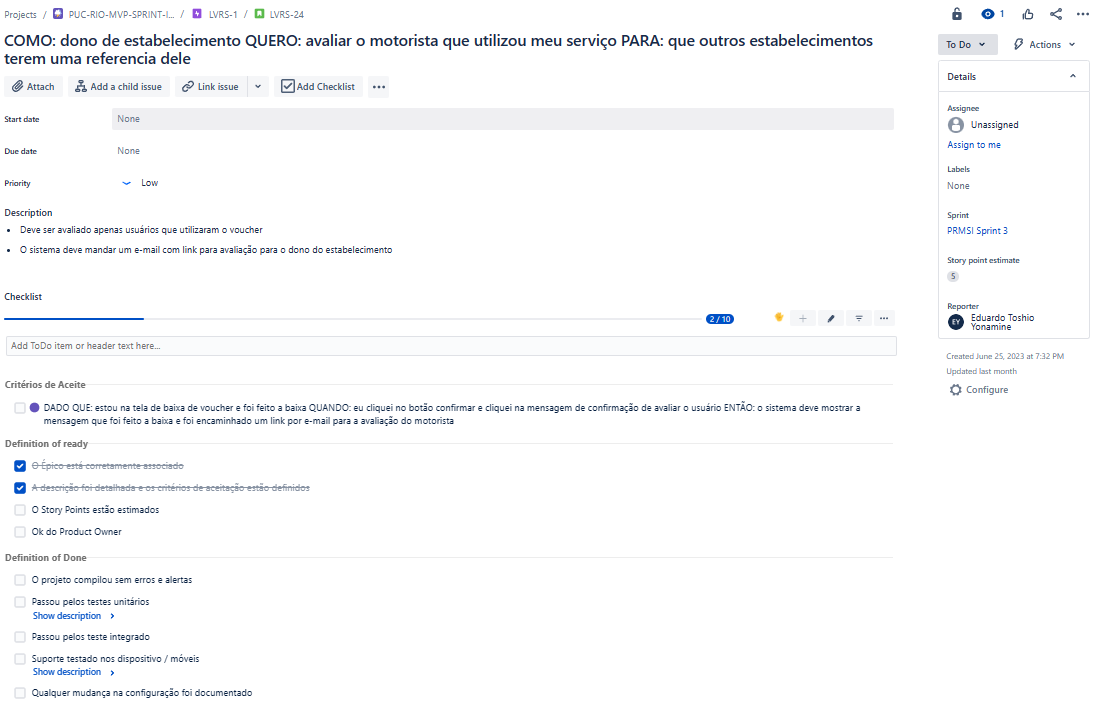 Projects / PUC-RIO-MVP-SPRINT-I... / LVRS-1 / LVRS-24
1
COMO: dono de estabelecimento QUERO: avaliar o motorista que utilizou meu serviço PARA: que outros estabelecimentos
terem uma referencia dele
To Do
Actions
Attach
Add a child issue
Link issue
Add Checklist
Start date
None
Due date
None
Priority
Low
Description
• Deve ser avaliado apenas usuários que utilizaram o voucher
• O sistema deve mandar um e-mail com link para avaliação para o dono do estabelecimento
Checklist
2 / 10
Add ToDo item or header text here...
Critérios de Aceite
DADO QUE: estou na tela de baixa de voucher e foi feito a baixa QUANDO: eu cliquei no botão confirmar e cliquei na mensagem de confirmação de avaliar o usuário ENTÃO: o sistema deve mostrar a
mensagem que foi feito a baixa e foi encaminhado um link por e-mail para a avaliação do motorista
Definition of ready
O Épico está corretamente associado
A descrição foi detalhada e os critérios de aceitação estão definidos
O Story Points estão estimados
Ok do Product Owner
Definition of Done
O projeto compilou sem erros e alertas
Passou pelos testes unitários
Show description
Passou pelos teste integrado
Suporte testado nos dispositivo / móveis
Show description
Qualquer mudança na configuração foi documentado
Details
Assignee
Unassigned
Assign to me
Labels
None
Sprint
PRMSI Sprint 3
Story point estimate
5
Reporter
EY
Eduardo Toshio
Yonamine
Created June 25, 2023 at 7:32 PM
Updated last month
Configure